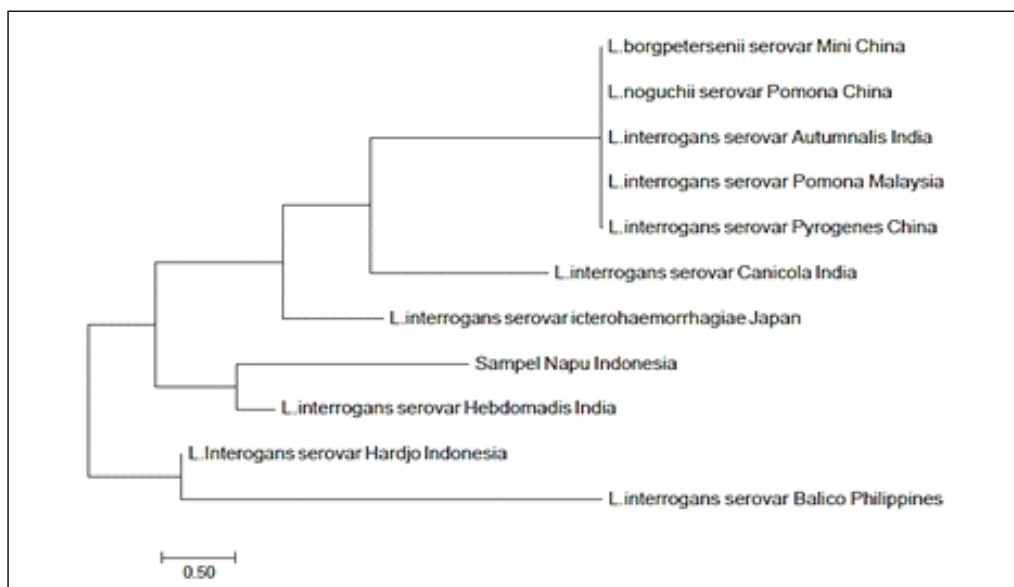 L.borgpetersenii serovar Mini China
L.noguchii serovar Pomona China
L.interrogans serovar Autumnalis India
L.interrogans serovar Pomona Malaysia
L.interrogans serovar Pyrogenes China
L.interrogans serovar Canicola India
L.interrogans serovar icterohaemorrhagiae Japan
Sampel Napu Indonesia
L.interrogans serovar Hebdomadis India
L.Interogans serovar Hardjo Indonesia
L.interrogans serovar Balico Philippines
0.50